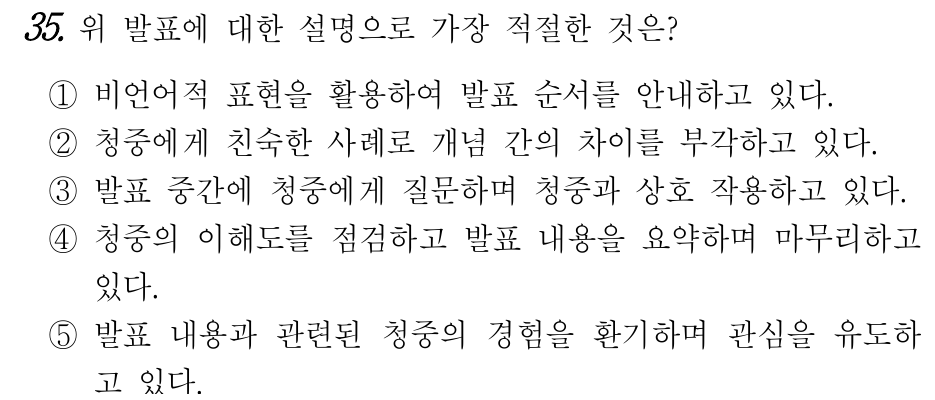 35. 위 발표에 대한 설명으로 가장 적절한 것은?
① 비언어적 표현을 활용하여 발표 순서를 안내하고 있다.
② 청중에게 친숙한 사례로 개념 간의 차이를 부각하고 있다.
③ 발표 중간에 청중에게 질문하며 청중과 상호 작용하고 있다.
④ 청중의 이해도를 점검하고 발표 내용을 요약하며 마무리하고
있다.
⑤ 발표 내용과 관련된 청중의 경험을 환기하며 관심을 유도하
고 있다.